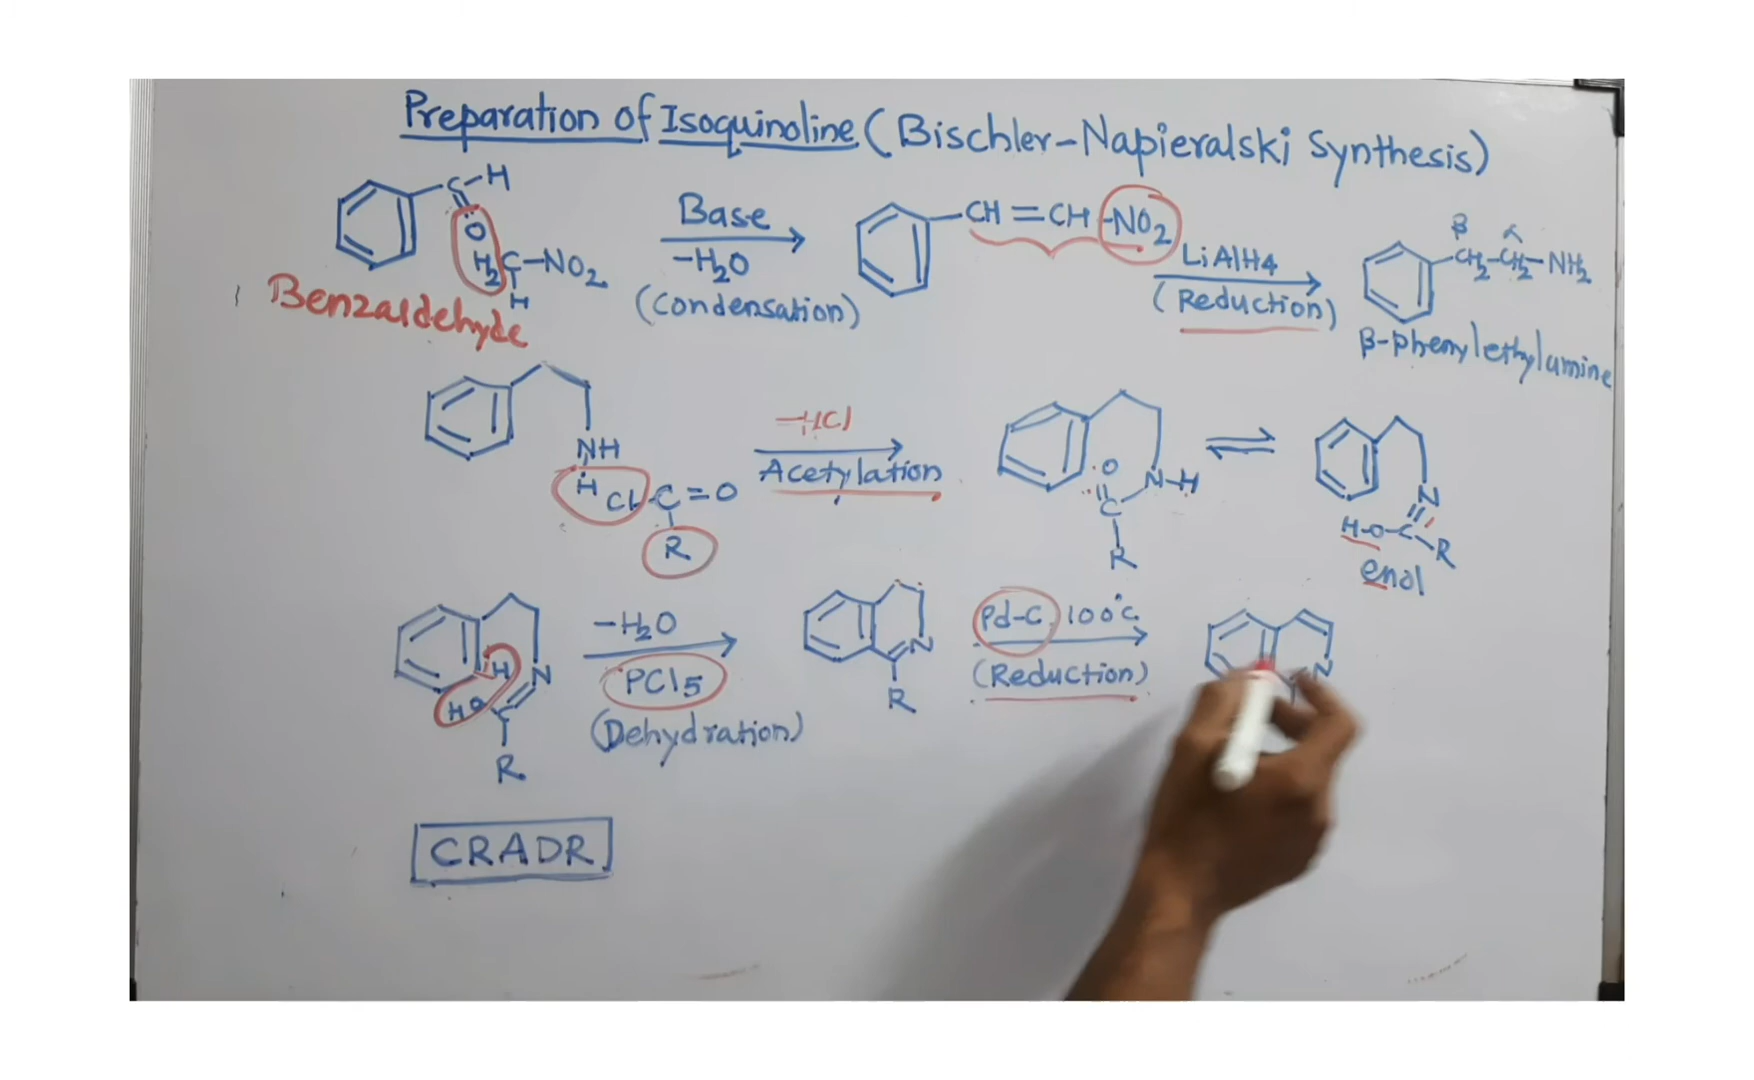 Preparation of Isoquinoline (Bischler-Napieralski Synthesis)
C-H
O
H2C-NO2
H
Benzaldehyde
Base
-H2O
(Condensation)
CH=CH-NO2
LiAlH4
(Reduction)
β α
CH2-CH2-NH2
β-phenylethylamine
NH
H Cl-C=O
R
-HCl
Acetylation
O
N-H
C
R
N
H-O-C
R
enol
H
N
HO
C
R
-H2O
PCl5
(Dehydration)
N
R
Pd-C, 100°C
(Reduction)
N
CRADR